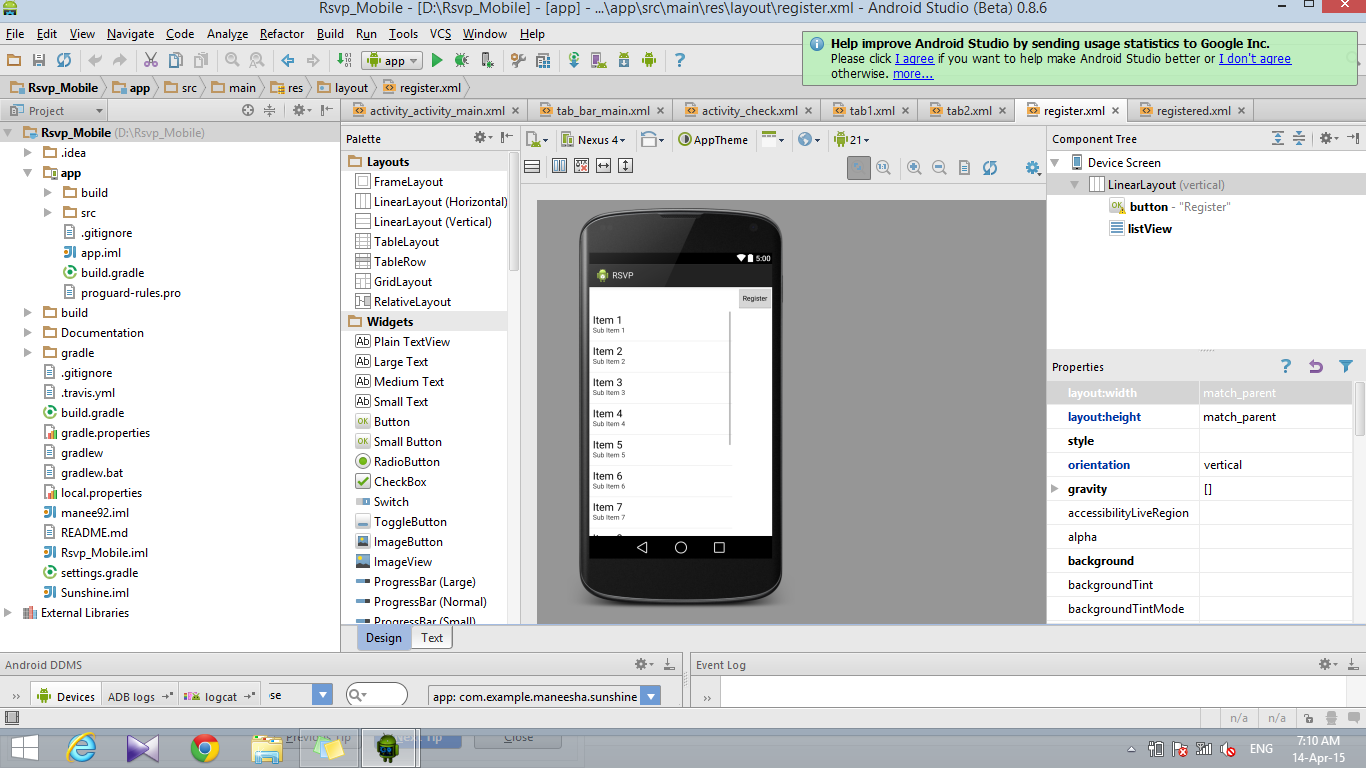 Rsvp_Mobile - [D:\Rsvp_Mobile] - [app] - ...\app\src\main\res\layout\register.xml - Android Studio (Beta) 0.8.6
File Edit View Navigate Code Analyze Refactor Build Run Tools VCS Window Help
Help improve Android Studio by sending usage statistics to Google Inc.
Please click I agree if you want to help make Android Studio better or I don't agree
otherwise. more...
app
Rsvp_Mobile app src main res layout register.xml
Project
activity_activity_main.xml tab_bar_main.xml activity_check.xml tab1.xml tab2.xml register.xml registered.xml
Rsvp_Mobile (D:\Rsvp_Mobile)
.idea
app
build
src
.gitignore
app.iml
build.gradle
proguard-rules.pro
build
Documentation
gradle
.gitignore
.travis.yml
build.gradle
gradle.properties
gradlew
gradlew.bat
local.properties
manee92.iml
README.md
Rsvp_Mobile.iml
settings.gradle
Sunshine.iml
External Libraries
Palette
Layouts
FrameLayout
LinearLayout (Horizontal)
LinearLayout (Vertical)
TableLayout
TableRow
GridLayout
RelativeLayout
Widgets
Ab Plain TextView
Ab Large Text
Ab Medium Text
Ab Small Text
OK Button
OK Small Button
RadioButton
CheckBox
Switch
ToggleButton
ImageButton
ImageView
ProgressBar (Large)
ProgressBar (Normal)
ProgressBar (Small)
Nexus 4 AppTheme 21
5:00
RSVP
Register
Item 1
Sub Item 1
Item 2
Sub Item 2
Item 3
Sub Item 3
Item 4
Sub Item 4
Item 5
Sub Item 5
Item 6
Sub Item 6
Item 7
Sub Item 7
Component Tree
Device Screen
LinearLayout (vertical)
OK button - "Register"
listView
Properties
layout:width match_parent
layout:height match_parent
style
orientation vertical
gravity []
accessibilityLiveRegion
alpha
background
backgroundTint
backgroundTintMode
Design Text
Android DDMS
Event Log
Devices ADB logs logcat ose app: com.example.maneesha.sunshine
n/a n/a
Previous Tip Next Tip Close
ENG
7:10 AM
14-Apr-15